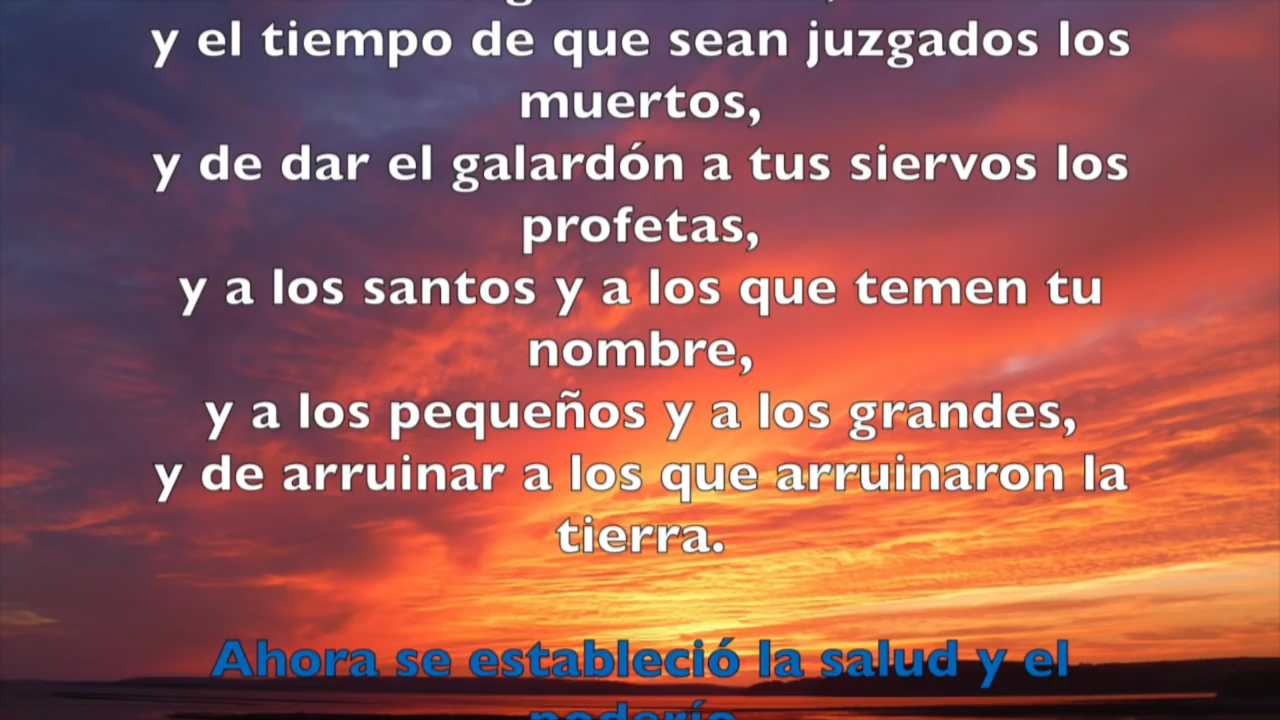 y el tiempo de que sean juzgados los
muertos,
y de dar el galardón a tus siervos los
profetas,
y a los santos y a los que temen tu
nombre,
y a los pequeños y a los grandes,
y de arruinar a los que arruinaron la
tierra.
Ahora se estableció la salud y el
poderío